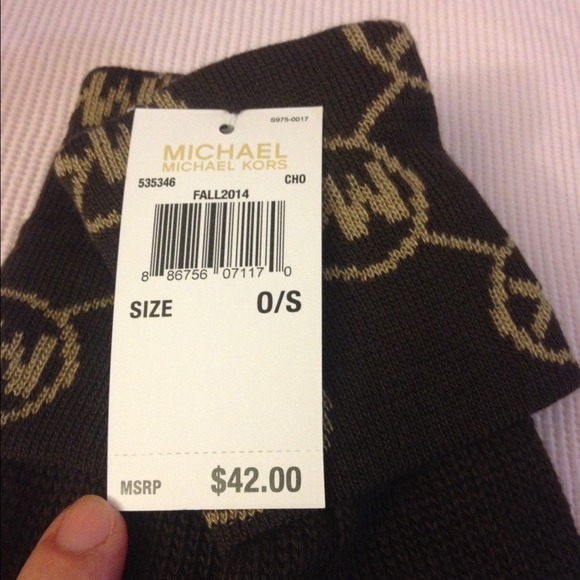 S975-0017
MICHAEL
MICHAEL KORS
535346 CHO
FALL2014
8 86756 07117 0
SIZE O/S
MSRP $42.00